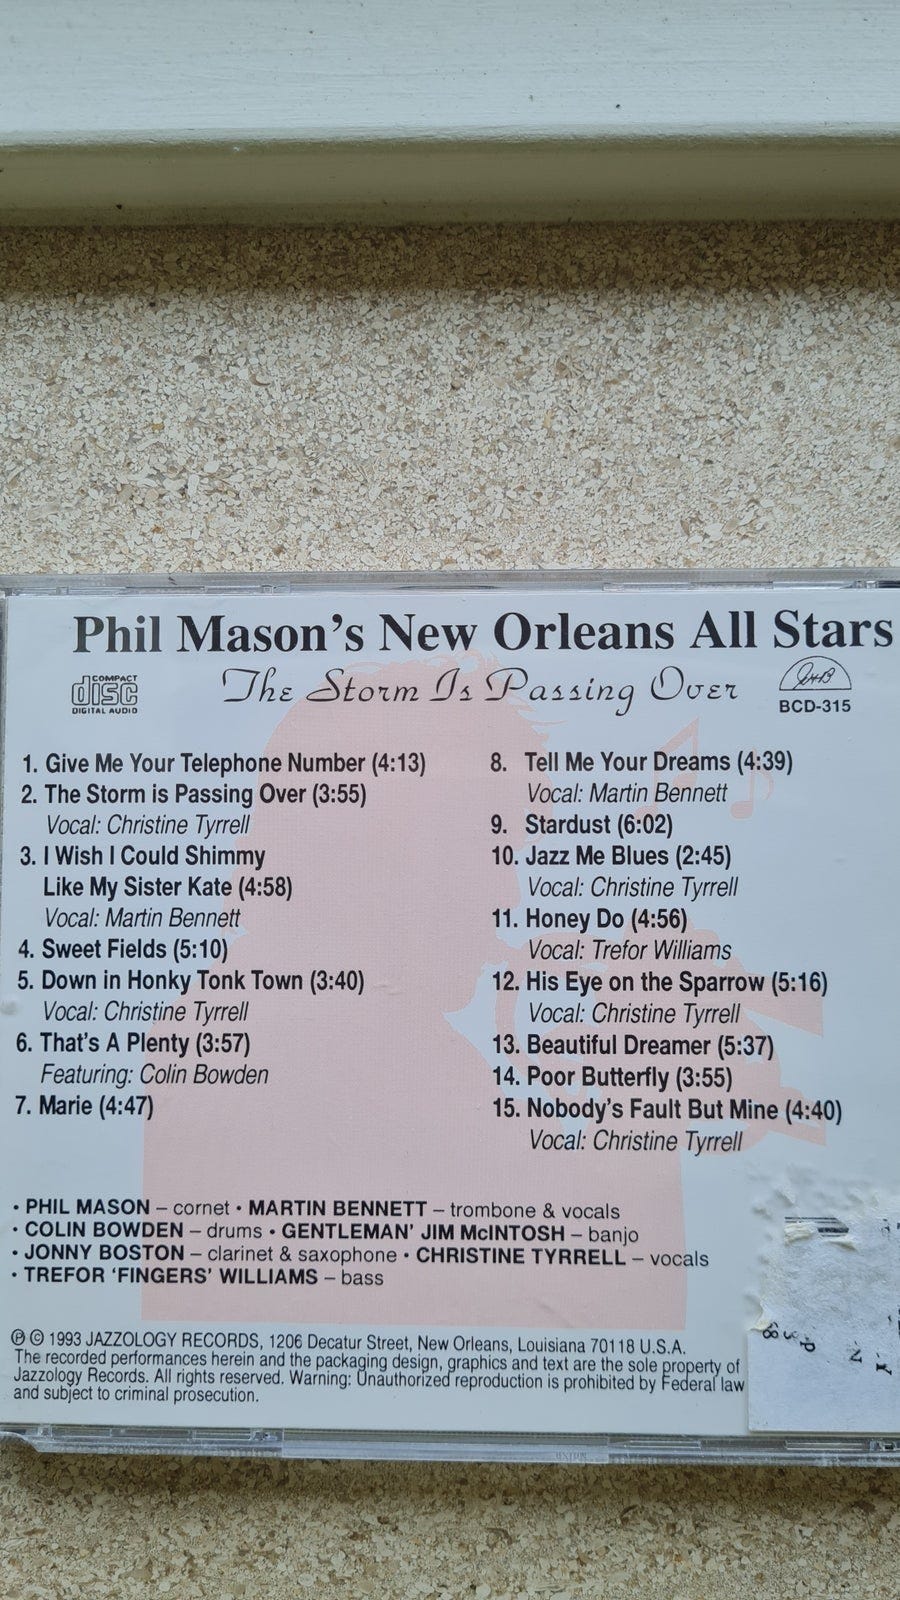 Phil Mason's New Orleans All Stars
COMPACT
disc
DIGITAL AUDIO
The Storm Is Passing Over
BCD-315
1. Give Me Your Telephone Number (4:13)
2. The Storm is Passing Over (3:55)
Vocal: Christine Tyrrell
3. I Wish I Could Shimmy
Like My Sister Kate (4:58)
Vocal: Martin Bennett
4. Sweet Fields (5:10)
5. Down in Honky Tonk Town (3:40)
Vocal: Christine Tyrrell
6. That's A Plenty (3:57)
Featuring: Colin Bowden
7. Marie (4:47)
8. Tell Me Your Dreams (4:39)
Vocal: Martin Bennett
9. Stardust (6:02)
10. Jazz Me Blues (2:45)
Vocal: Christine Tyrrell
11. Honey Do (4:56)
Vocal: Trefor Williams
12. His Eye on the Sparrow (5:16)
Vocal: Christine Tyrrell
13. Beautiful Dreamer (5:37)
14. Poor Butterfly (3:55)
15. Nobody's Fault But Mine (4:40)
Vocal: Christine Tyrrell
• PHIL MASON – cornet • MARTIN BENNETT – trombone & vocals
• COLIN BOWDEN – drums • GENTLEMAN' JIM McINTOSH – banjo
• JONNY BOSTON – clarinet & saxophone • CHRISTINE TYRRELL – vocals
• TREFOR 'FINGERS' WILLIAMS – bass
℗ © 1993 JAZZOLOGY RECORDS, 1206 Decatur Street, New Orleans, Louisiana 70118 U.S.A.
The recorded performances herein and the packaging design, graphics and text are the sole property of
Jazzology Records. All rights reserved. Warning: Unauthorized reproduction is prohibited by Federal law
and subject to criminal prosecution.